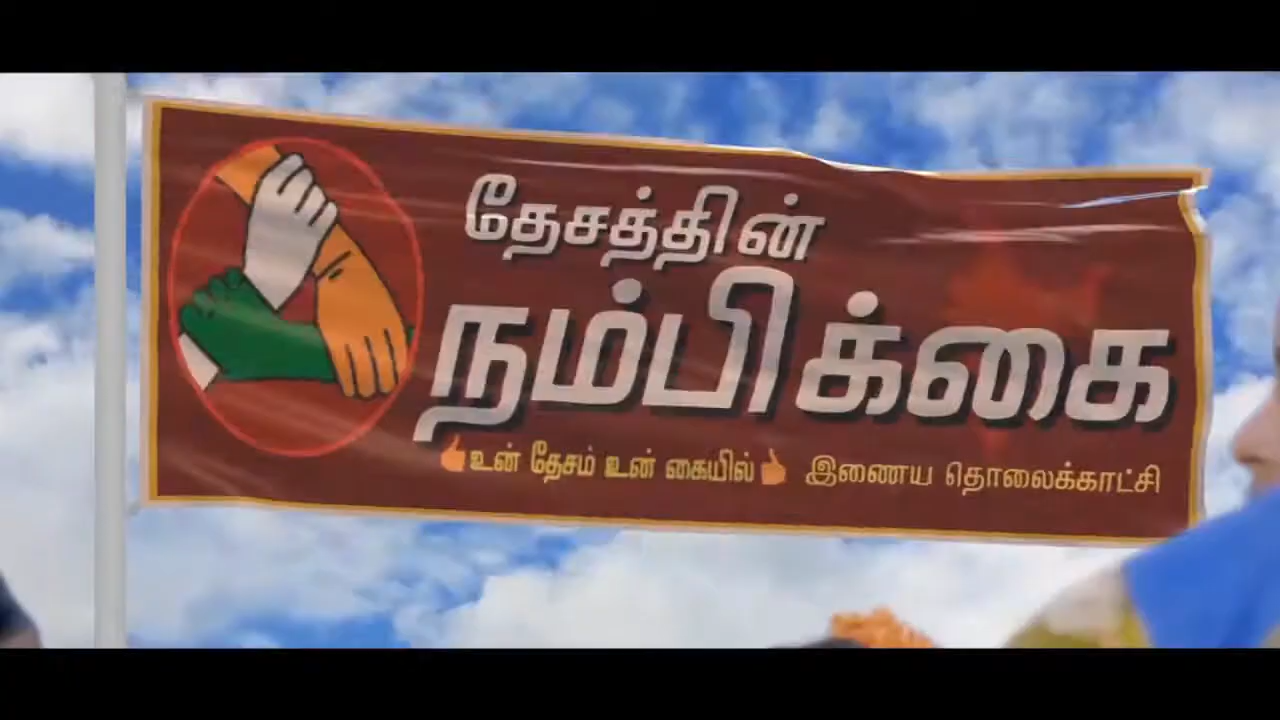 தேசத்தின்
நம்பிக்கை
உன் தேசம் உன் கையில் இணைய தொலைக்காட்சி